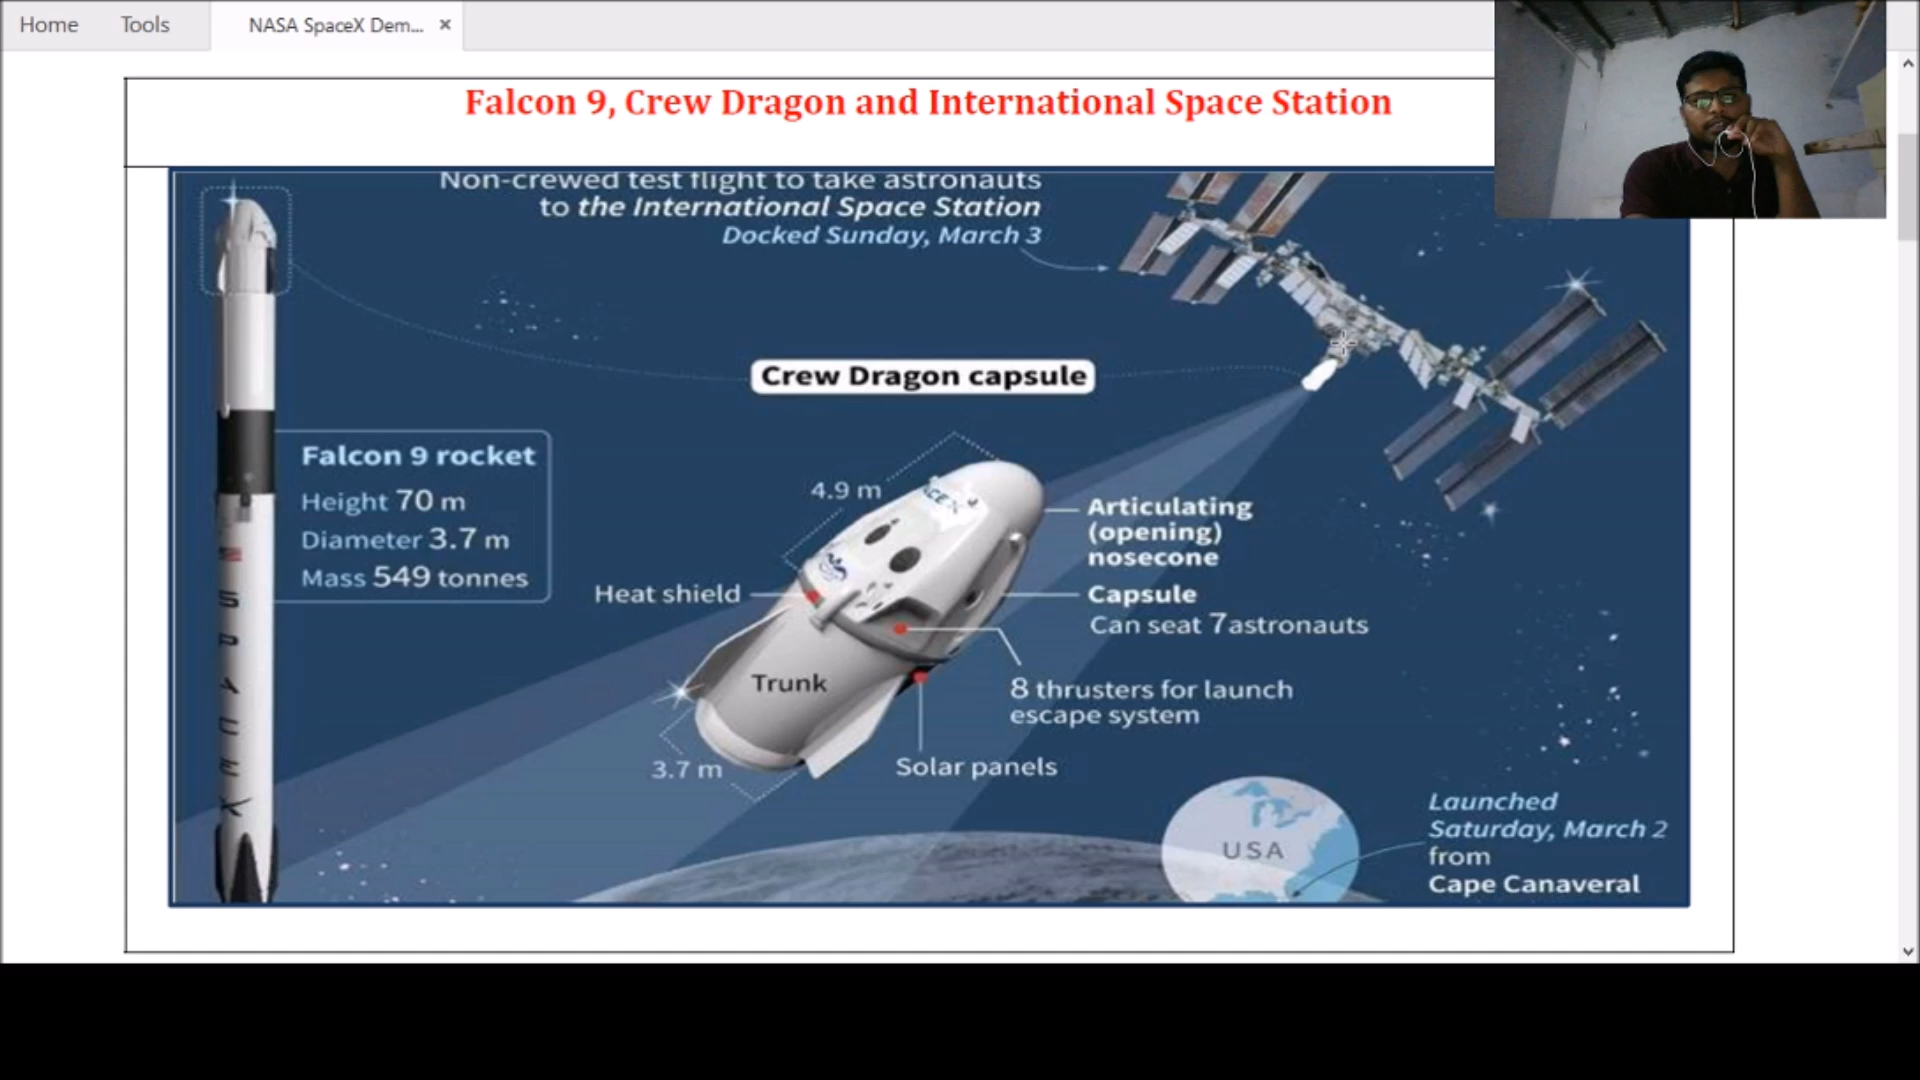 Home Tools NASA SpaceX Dem... ×
Falcon 9, Crew Dragon and International Space Station
Non-crewed test flight to take astronauts
to the International Space Station
Docked Sunday, March 3
Crew Dragon capsule
Falcon 9 rocket
Height 70 m
Diameter 3.7 m
Mass 549 tonnes
SPACEX
4.9 m
ACE X
Articulating
(opening)
nosecone
Heat shield
Capsule
Can seat 7astronauts
Trunk
8 thrusters for launch
escape system
3.7 m
Solar panels
USA
Launched
Saturday, March 2
from
Cape Canaveral